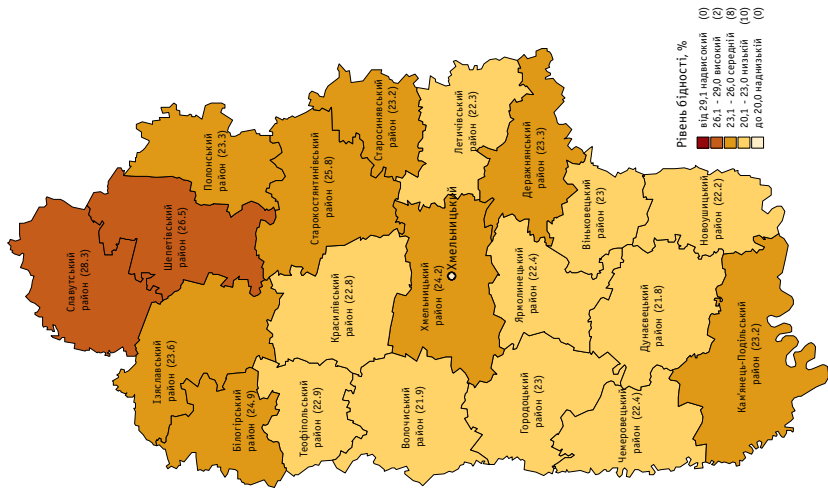 Славутський
район (28.3)
Шепетівський
район (26.5)
Полонський
район (23.3)
Ізяславський
район (23.6)
Білогірський
район (24.9)
Старокостянтинівський
район (25.8)
Старосинявський
район (23.2)
Красилівський
район (22.8)
Теофіпольський
район (22.9)
Летичівський
район (22.3)
Хмельницький
район (24.2)
Хмельницький
Волочиський
район (21.9)
Деражнянський
район (23.3)
Ярмолинецький
район (22.4)
Городоцький
район (23)
Віньковецький
район (23)
Дунаєвецький
район (21.8)
Чемеровецький
район (22.4)
Новоушицький
район (22.2)
Кам'янець-Подільський
район (23.2)
Рівень бідності, %
від 29,1 надвисокий (0)
26,1 - 29,0 високий (2)
23,1 - 26,0 середній (8)
20,1 - 23,0 низькій (10)
до 20,0 наднизькій (0)